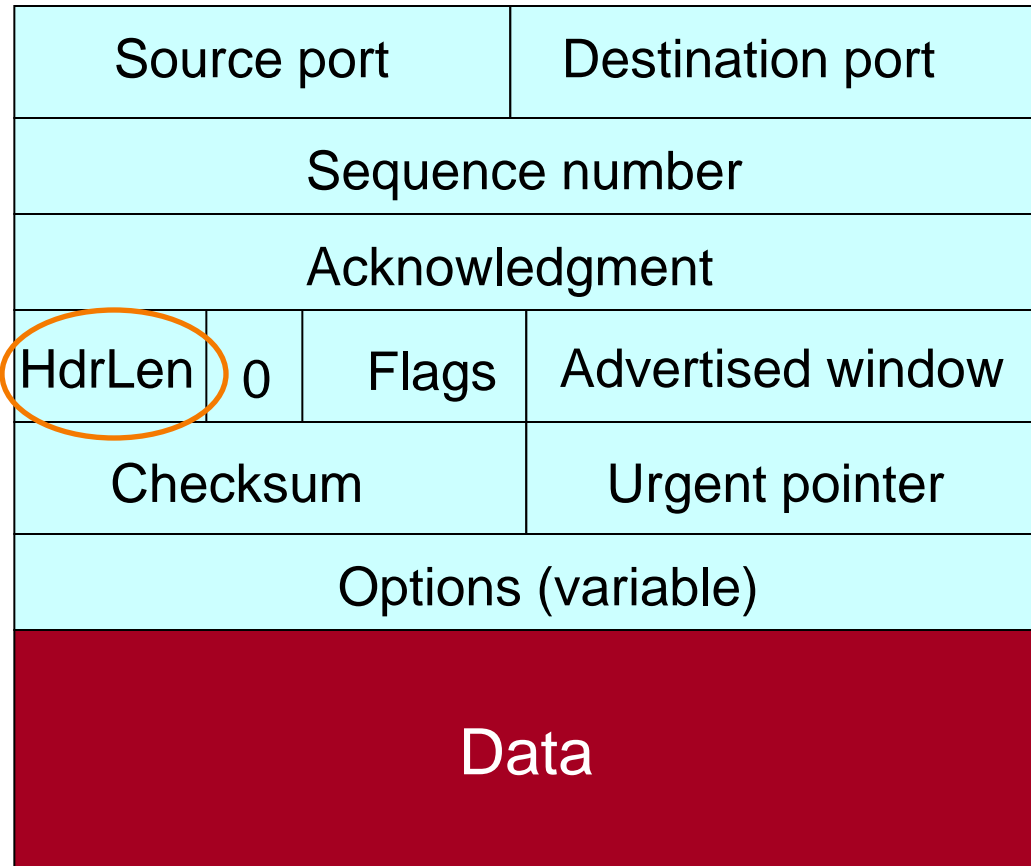 Source port Destination port
Sequence number
Acknowledgment
HdrLen 0 Flags Advertised window
Checksum Urgent pointer
Options (variable)
Data